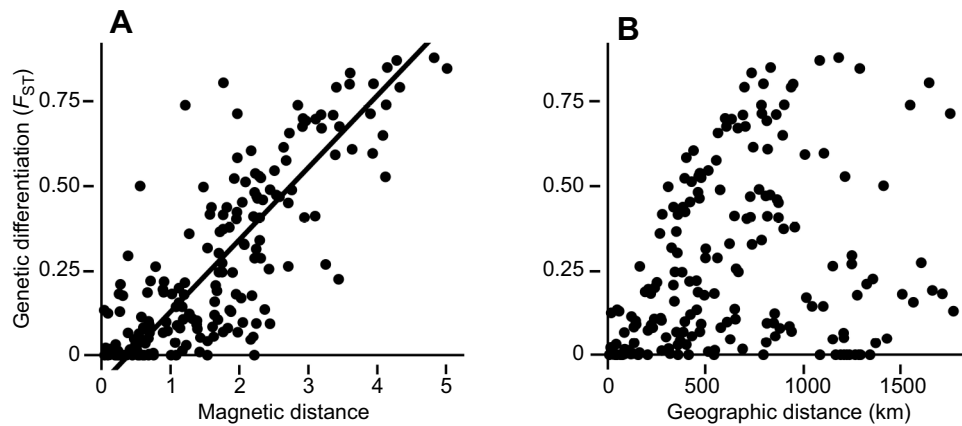 A
B
Genetic differentiation (F_ST)
0.75
0.50
0.25
0
0 1 2 3 4 5
Magnetic distance
0.75
0.50
0.25
0
0 500 1000 1500
Geographic distance (km)